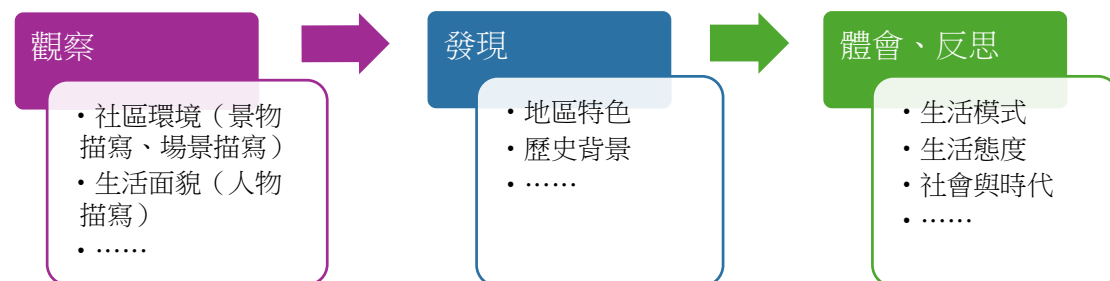 觀察
・社區環境（景物
描寫、場景描寫）
・生活面貌（人物
描寫）
・……
發現
・地區特色
・歷史背景
・……
體會、反思
・生活模式
・生活態度
・社會與時代
・……